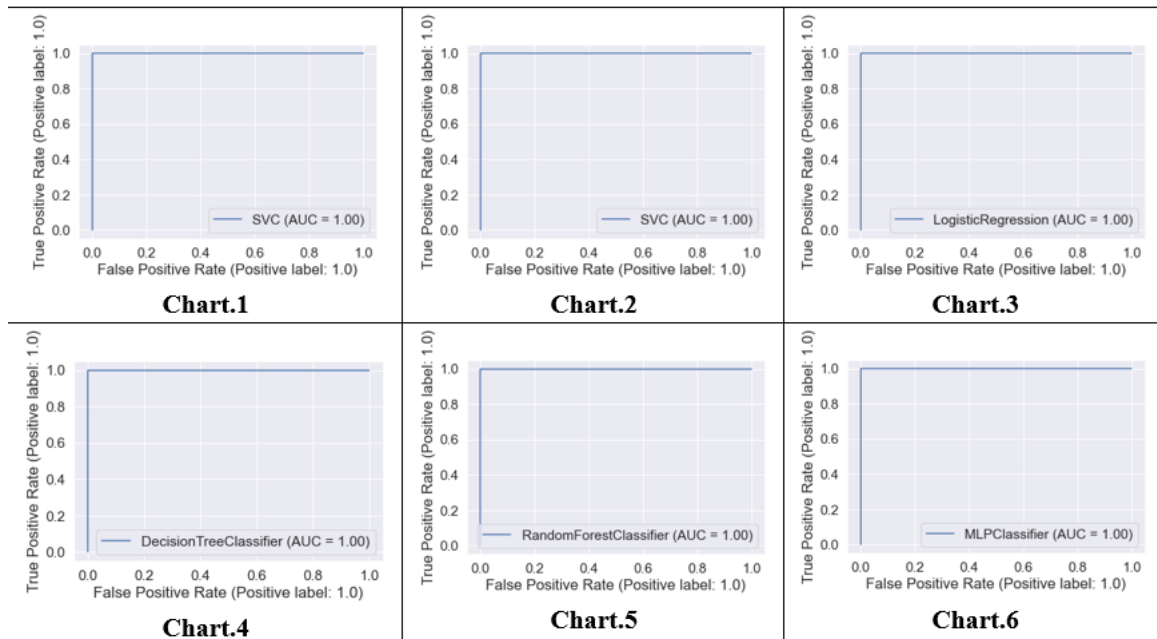 True Positive Rate (Positive label: 1.0)
1.0
0.8
0.6
0.4
0.2
0.0
SVC (AUC = 1.00)
0.0 0.2 0.4 0.6 0.8 1.0
False Positive Rate (Positive label: 1.0)
Chart.1
True Positive Rate (Positive label: 1.0)
1.0
0.8
0.6
0.4
0.2
0.0
SVC (AUC = 1.00)
0.0 0.2 0.4 0.6 0.8 1.0
False Positive Rate (Positive label: 1.0)
Chart.2
True Positive Rate (Positive label: 1.0)
1.0
0.8
0.6
0.4
0.2
0.0
LogisticRegression (AUC = 1.00)
0.0 0.2 0.4 0.6 0.8 1.0
False Positive Rate (Positive label: 1.0)
Chart.3
True Positive Rate (Positive label: 1.0)
1.0
0.8
0.6
0.4
0.2
0.0
DecisionTreeClassifier (AUC = 1.00)
0.0 0.2 0.4 0.6 0.8 1.0
False Positive Rate (Positive label: 1.0)
Chart.4
True Positive Rate (Positive label: 1.0)
1.0
0.8
0.6
0.4
0.2
0.0
RandomForestClassifier (AUC = 1.00)
0.0 0.2 0.4 0.6 0.8 1.0
False Positive Rate (Positive label: 1.0)
Chart.5
True Positive Rate (Positive label: 1.0)
1.0
0.8
0.6
0.4
0.2
0.0
MLPClassifier (AUC = 1.00)
0.0 0.2 0.4 0.6 0.8 1.0
False Positive Rate (Positive label: 1.0)
Chart.6